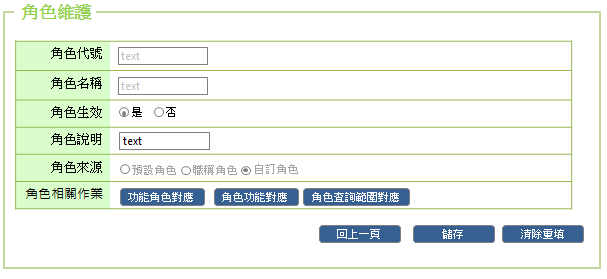 角色維護
角色代號 text
角色名稱 text
角色生效 是 否
角色說明 text
角色來源 預設角色 職稱角色 自訂角色
角色相關作業 功能角色對應 角色功能對應 角色查詢範圍對應
回上一頁 儲存 清除重填